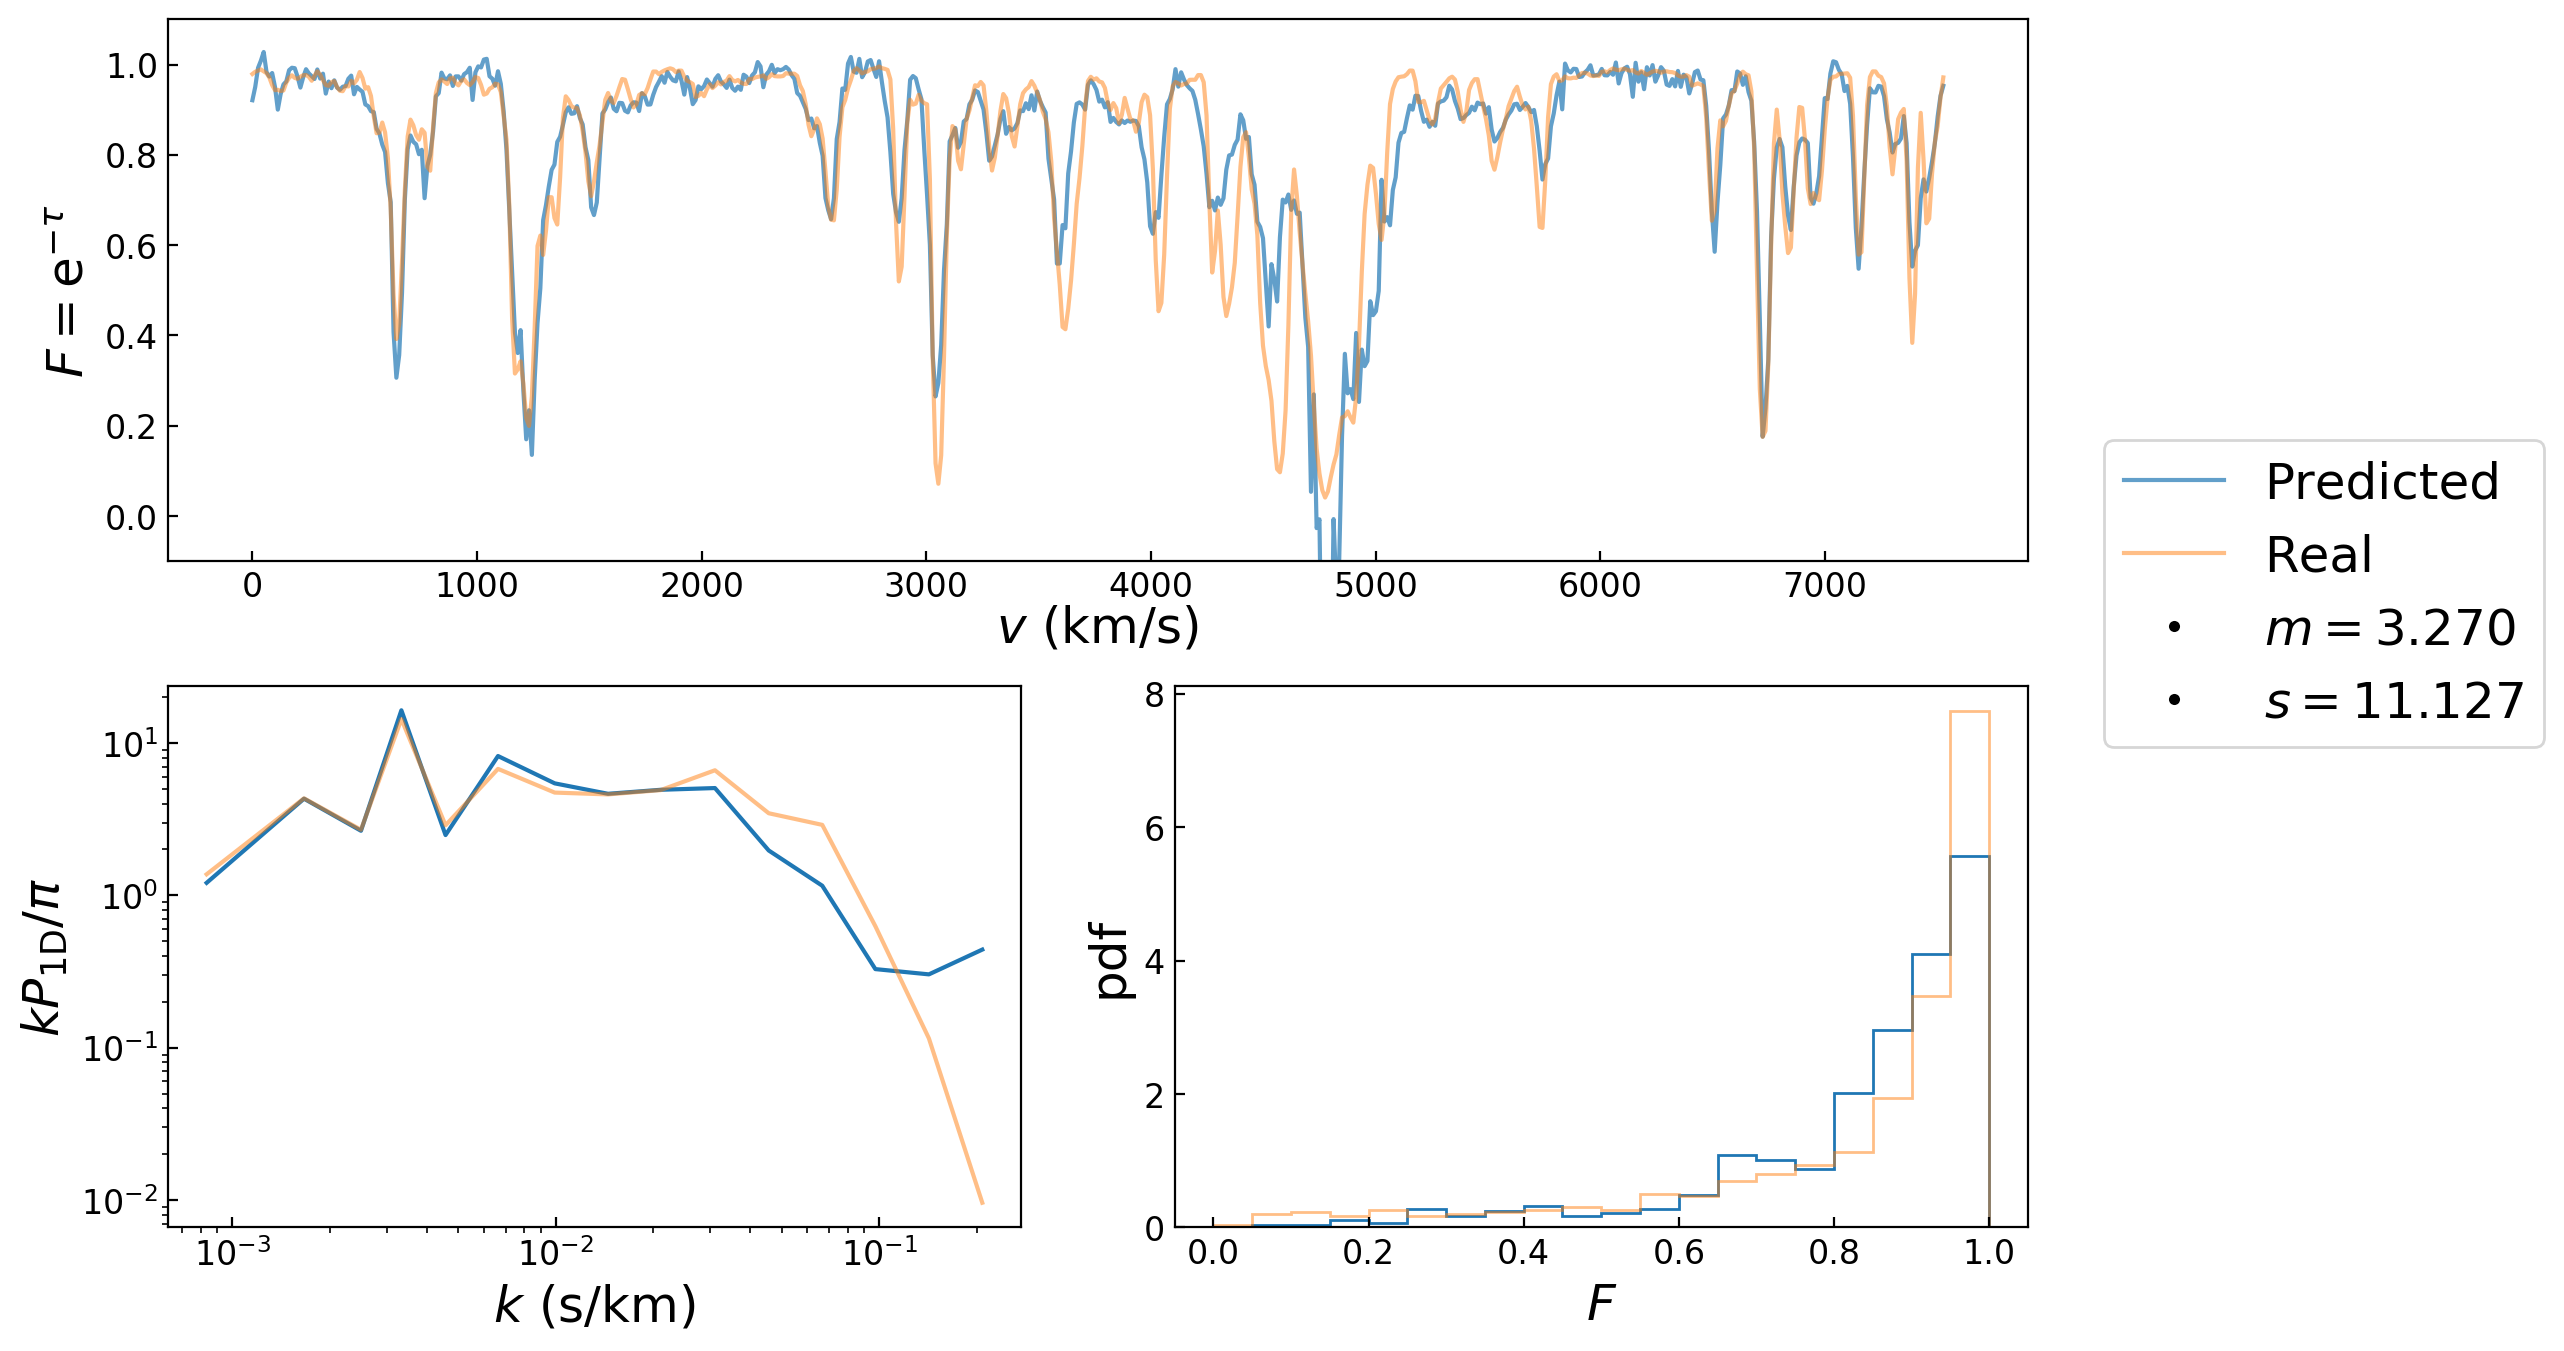 F = e^{-τ}
1.0
0.8
0.6
0.4
0.2
0.0
0 1000 2000 3000 4000 5000 6000 7000
v (km/s)
Predicted
Real
m = 3.270
s = 11.127
kP_{1D}/π
10^1
10^0
10^{-1}
10^{-2}
10^{-3} 10^{-2} 10^{-1}
k (s/km)
pdf
8
6
4
2
0
0.0 0.2 0.4 0.6 0.8 1.0
F